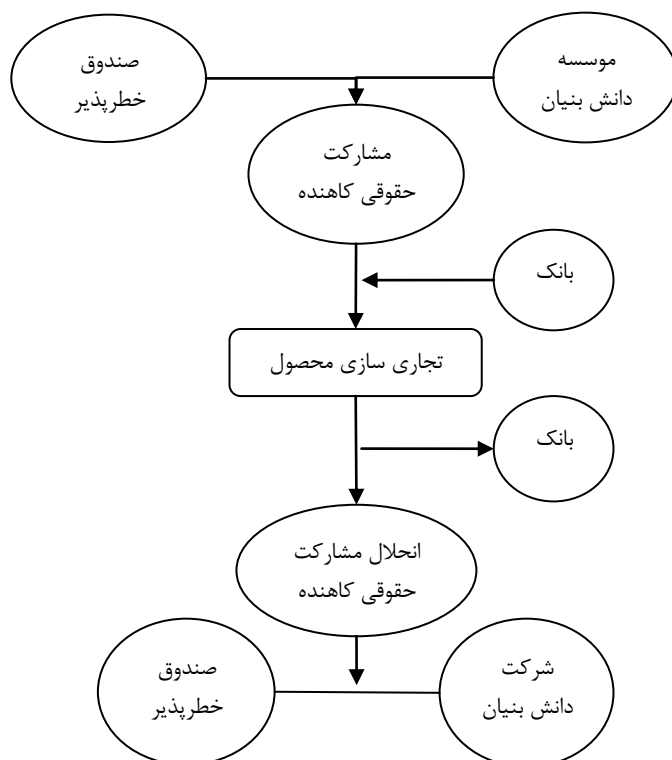 موسسه
دانش بنیان
صندوق
خطرپذیر
مشارکت
حقوقی کاهنده
بانک
تجاری سازی محصول
بانک
انحلال مشارکت
حقوقی کاهنده
شرکت
دانش بنیان
صندوق
خطرپذیر